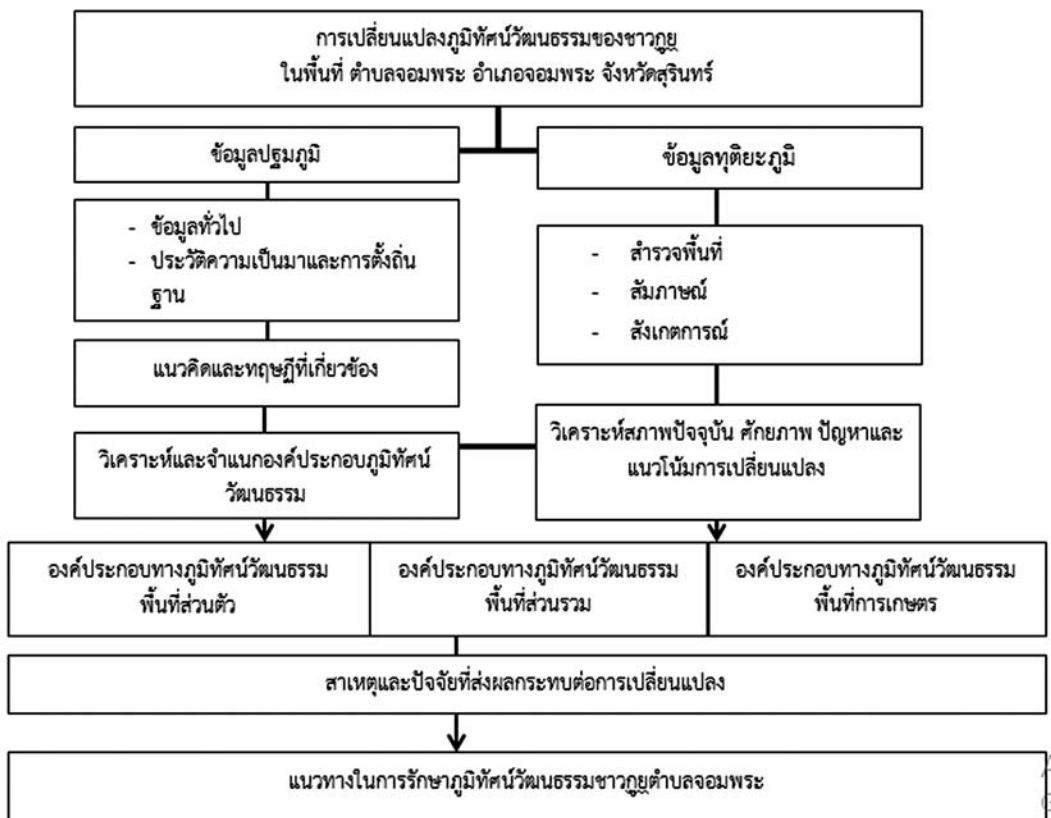 การเปลี่ยนแปลงภูมิทัศน์วัฒนธรรมของชาวกูย
ในพื้นที่ ตำบลจอมพระ อำเภอจอมพระ จังหวัดสุรินทร์
ข้อมูลปฐมภูมิ
ข้อมูลทุติยะภูมิ
- ข้อมูลทั่วไป
- ประวัติความเป็นมาและการตั้งถิ่น
ฐาน
- สำรวจพื้นที่
- สัมภาษณ์
- สังเกตการณ์
แนวคิดและทฤษฎีที่เกี่ยวข้อง
วิเคราะห์และจำแนกองค์ประกอบภูมิทัศน์
วัฒนธรรม
วิเคราะห์สภาพปัจจุบัน ศักยภาพ ปัญหาและ
แนวโน้มการเปลี่ยนแปลง
องค์ประกอบทางภูมิทัศน์วัฒนธรรม
พื้นที่ส่วนตัว
องค์ประกอบทางภูมิทัศน์วัฒนธรรม
พื้นที่ส่วนรวม
องค์ประกอบทางภูมิทัศน์วัฒนธรรม
พื้นที่การเกษตร
สาเหตุและปัจจัยที่ส่งผลกระทบต่อการเปลี่ยนแปลง
แนวทางในการรักษาภูมิทัศน์วัฒนธรรมชาวกูยตำบลจอมพระ